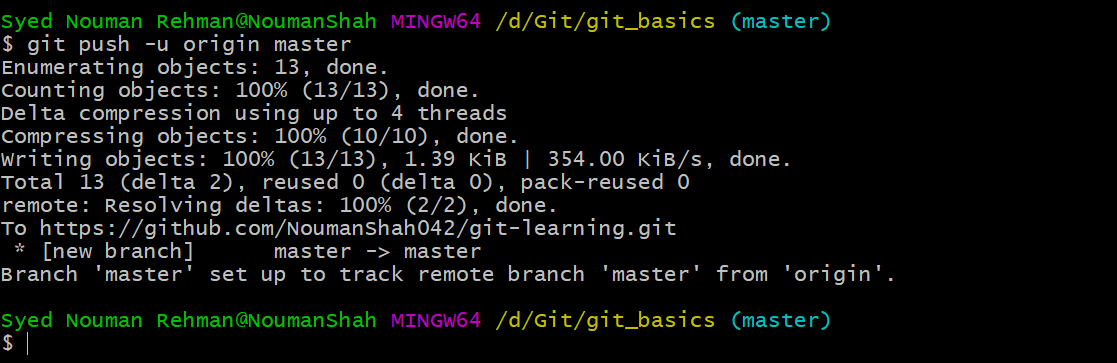 Syed Nouman Rehman@NoumanShah MINGW64 /d/Git/git_basics (master)
$ git push -u origin master
Enumerating objects: 13, done.
Counting objects: 100% (13/13), done.
Delta compression using up to 4 threads
Compressing objects: 100% (10/10), done.
Writing objects: 100% (13/13), 1.39 KiB | 354.00 KiB/s, done.
Total 13 (delta 2), reused 0 (delta 0), pack-reused 0
remote: Resolving deltas: 100% (2/2), done.
To https://github.com/NoumanShah042/git-learning.git
 * [new branch]      master -> master
Branch 'master' set up to track remote branch 'master' from 'origin'.
Syed Nouman Rehman@NoumanShah MINGW64 /d/Git/git_basics (master)
$